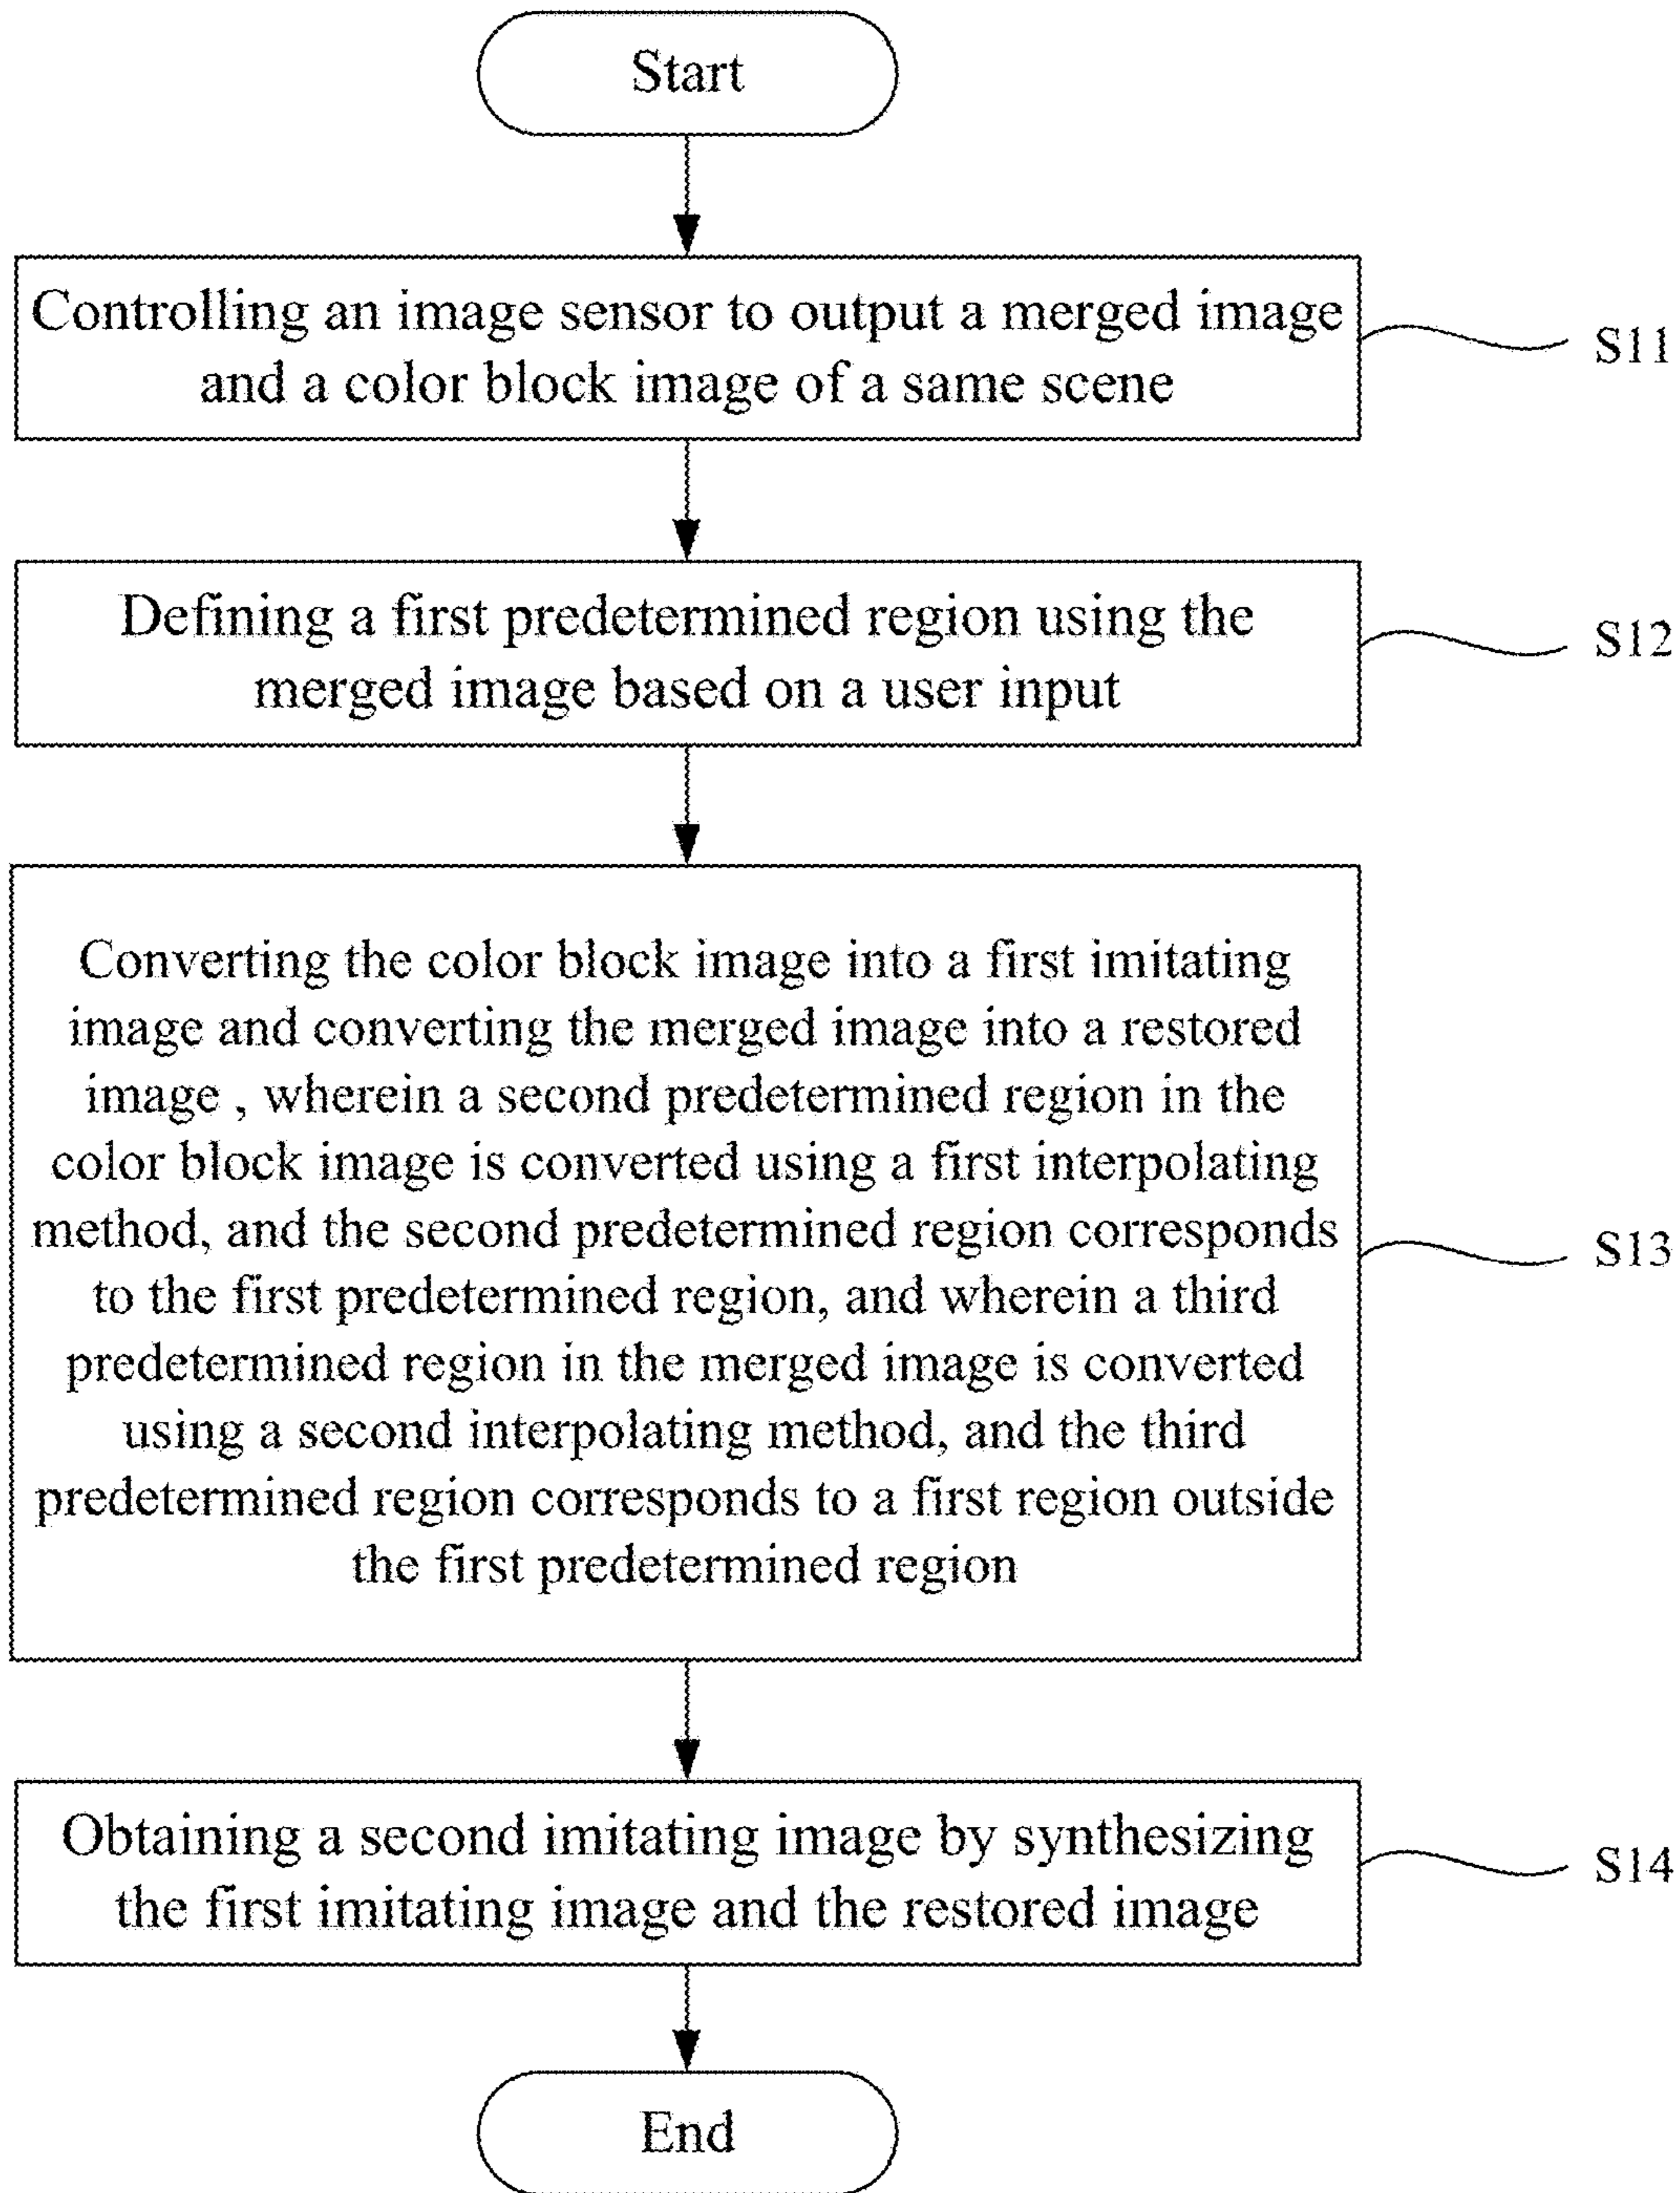 Start
Controlling an image sensor to output a merged image
and a color block image of a same scene
S11
Defining a first predetermined region using the
merged image based on a user input
S12
Converting the color block image into a first imitating
image and converting the merged image into a restored
image , wherein a second predetermined region in the
color block image is converted using a first interpolating
method, and the second predetermined region corresponds
to the first predetermined region, and wherein a third
predetermined region in the merged image is converted
using a second interpolating method, and the third
predetermined region corresponds to a first region outside
the first predetermined region
S13
Obtaining a second imitating image by synthesizing
the first imitating image and the restored image
S14
End